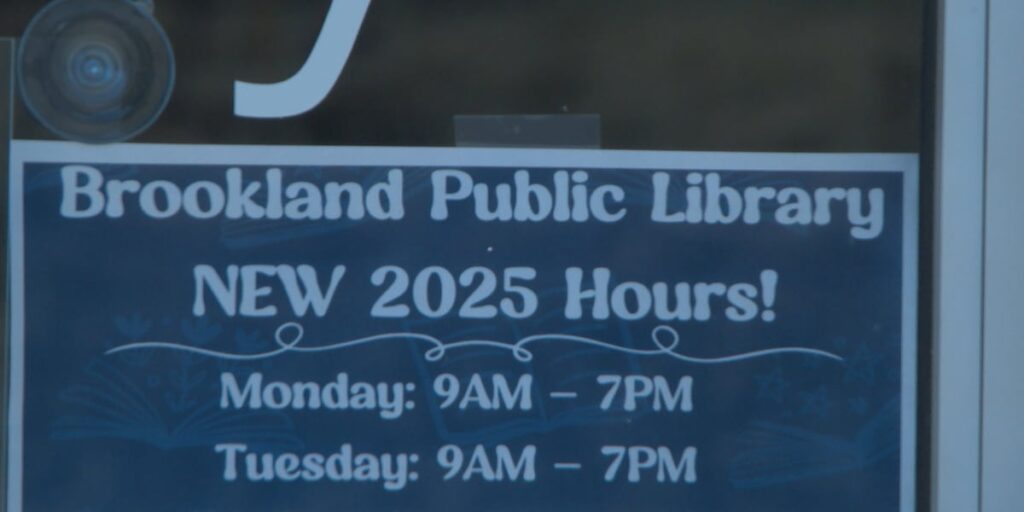 y
Brookland Public Library
NEW 2025 Hours!
Monday: 9AM – 7PM
Tuesday: 9AM – 7PM